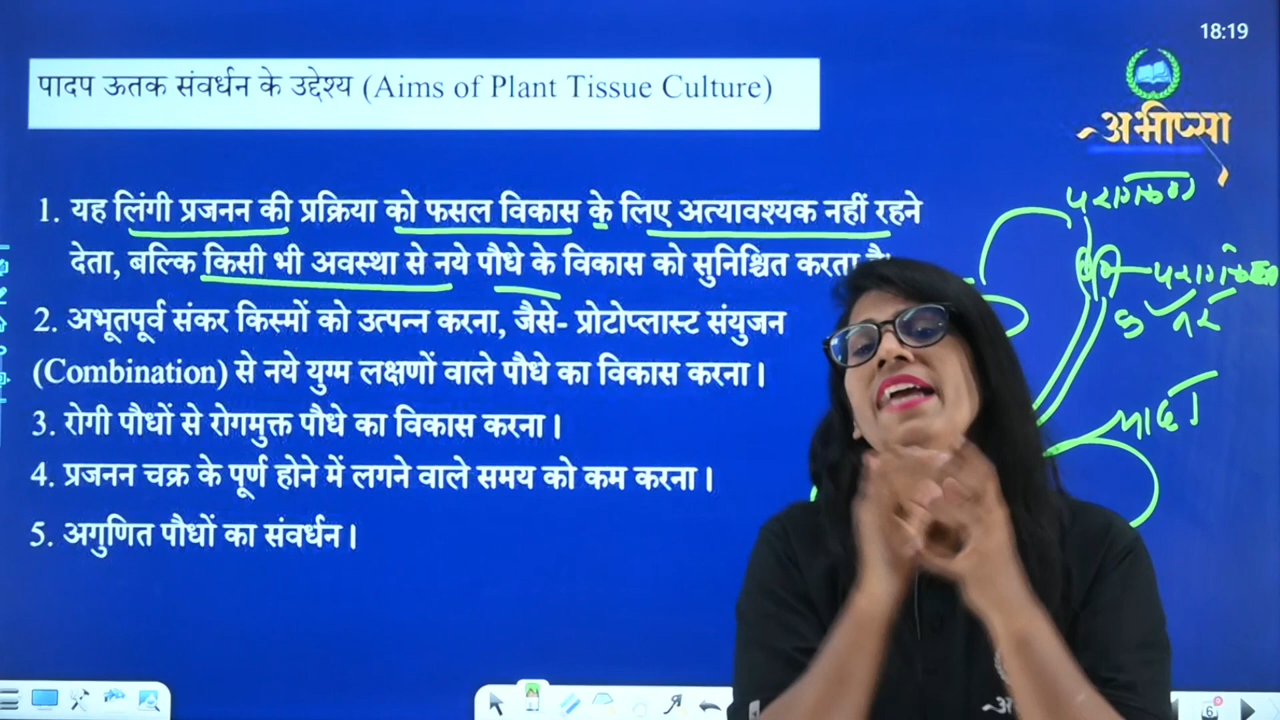 18:19
पादप ऊतक संवर्धन के उद्देश्य (Aims of Plant Tissue Culture)
अभीप्सा
1. यह लिंगी प्रजनन की प्रक्रिया को फसल विकास के लिए अत्यावश्यक नहीं रहने
देता, बल्कि किसी भी अवस्था से नये पौधे के विकास को सुनिश्चित करता है।
2. अभूतपूर्व संकर किस्मों को उत्पन्न करना, जैसे- प्रोटोप्लास्ट संयुजन
(Combination) से नये युग्म लक्षणों वाले पौधे का विकास करना।
3. रोगी पौधों से रोगमुक्त पौधे का विकास करना।
4. प्रजनन चक्र के पूर्ण होने में लगने वाले समय को कम करना।
5. अगुणित पौधों का संवर्धन।
नर
मादा
6